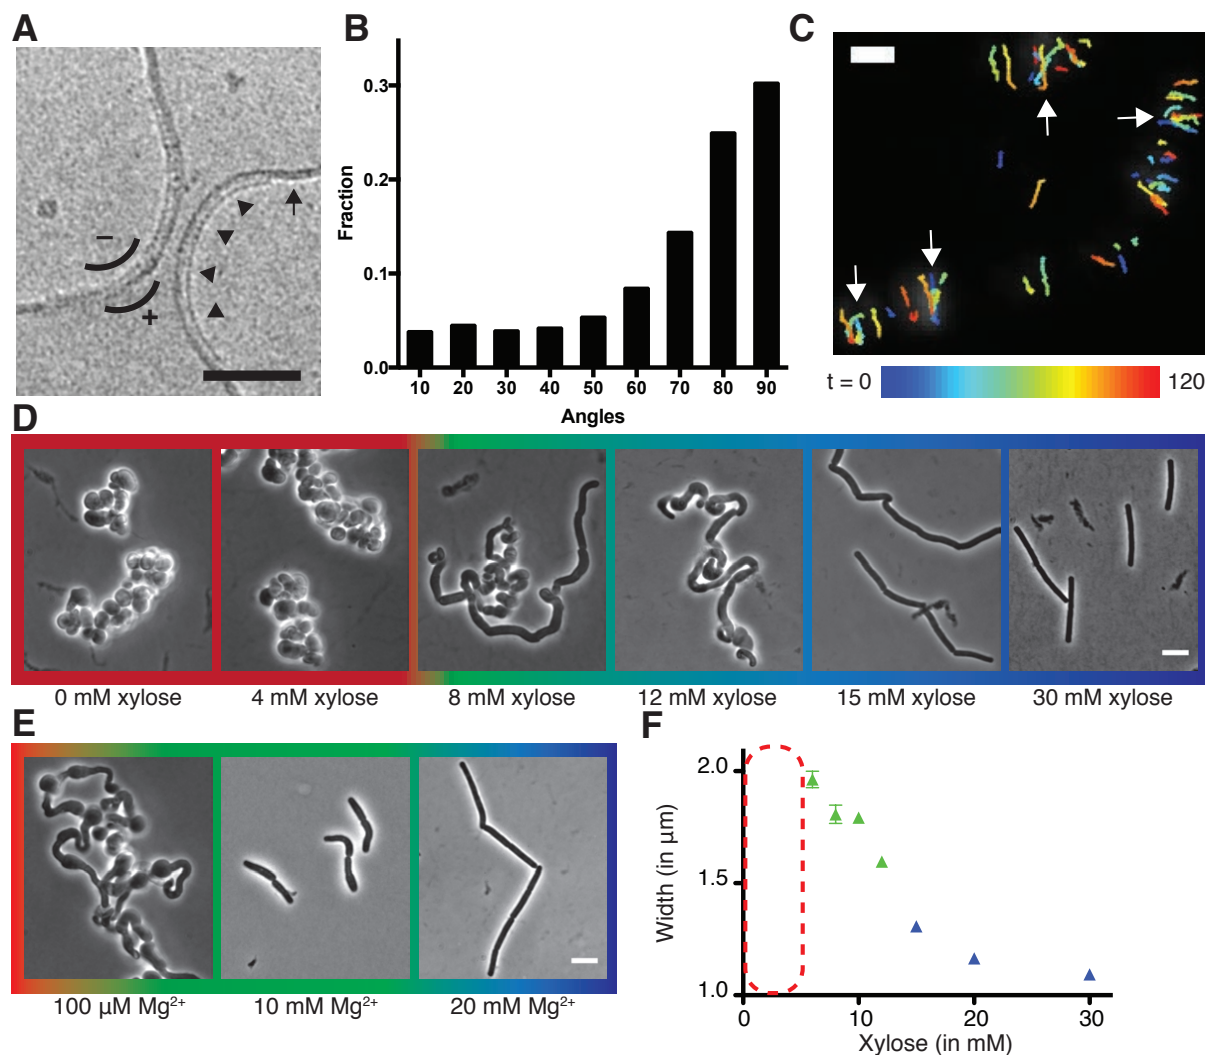 A
−
+
B
Fraction
0.3
0.2
0.1
0.0
10 20 30 40 50 60 70 80 90
Angles
C
t = 0
120
D
0 mM xylose
4 mM xylose
8 mM xylose
12 mM xylose
15 mM xylose
30 mM xylose
E
100 µM Mg²⁺
10 mM Mg²⁺
20 mM Mg²⁺
F
Width (in µm)
2.0
1.5
1.0
0 10 20 30
Xylose (in mM)